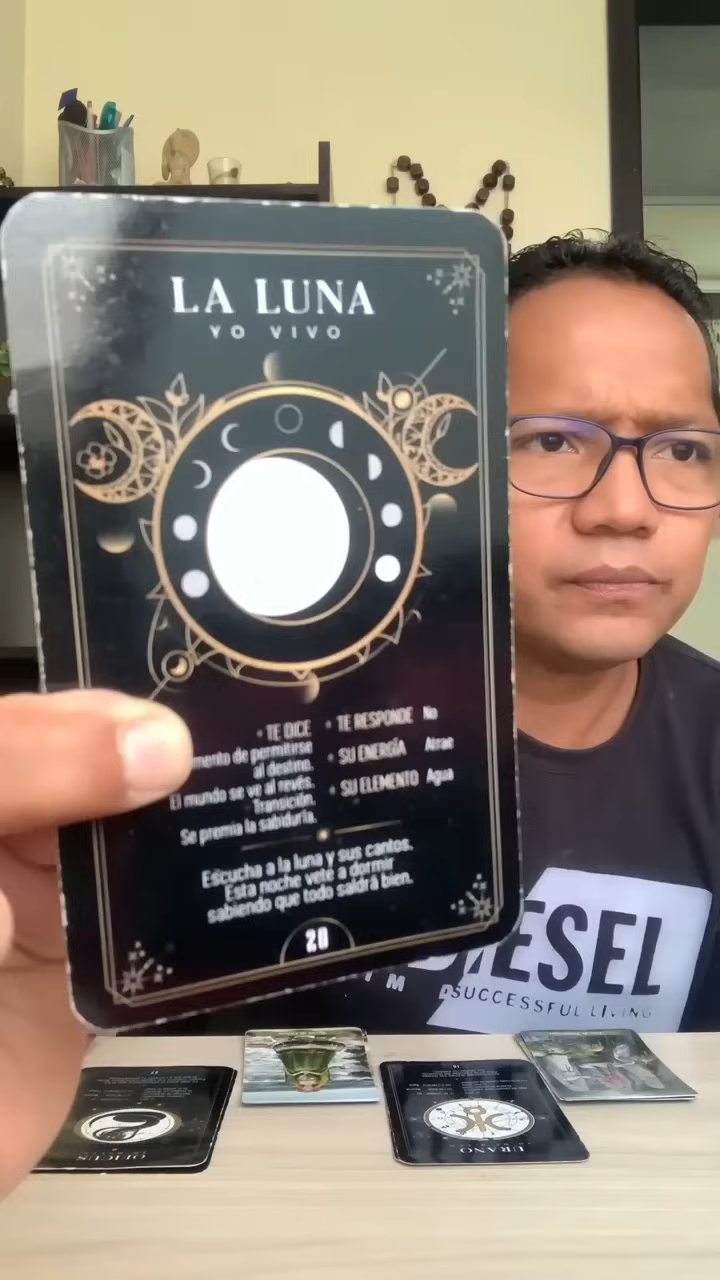 LA LUNA
YO VIVO
• TE DICE
mento de permitirse
al destino.
El mundo se ve al revés.
Transición.
Se premia la sabiduría.
• TE RESPONDE No
• SU ENERGÍA Atrae
• SU ELEMENTO Agua
Escucha a la luna y sus cantos.
Esta noche vete a dormir
sabiendo que todo saldrá bien.
20
DIESEL
SUCCESSFUL LIVING
URANO